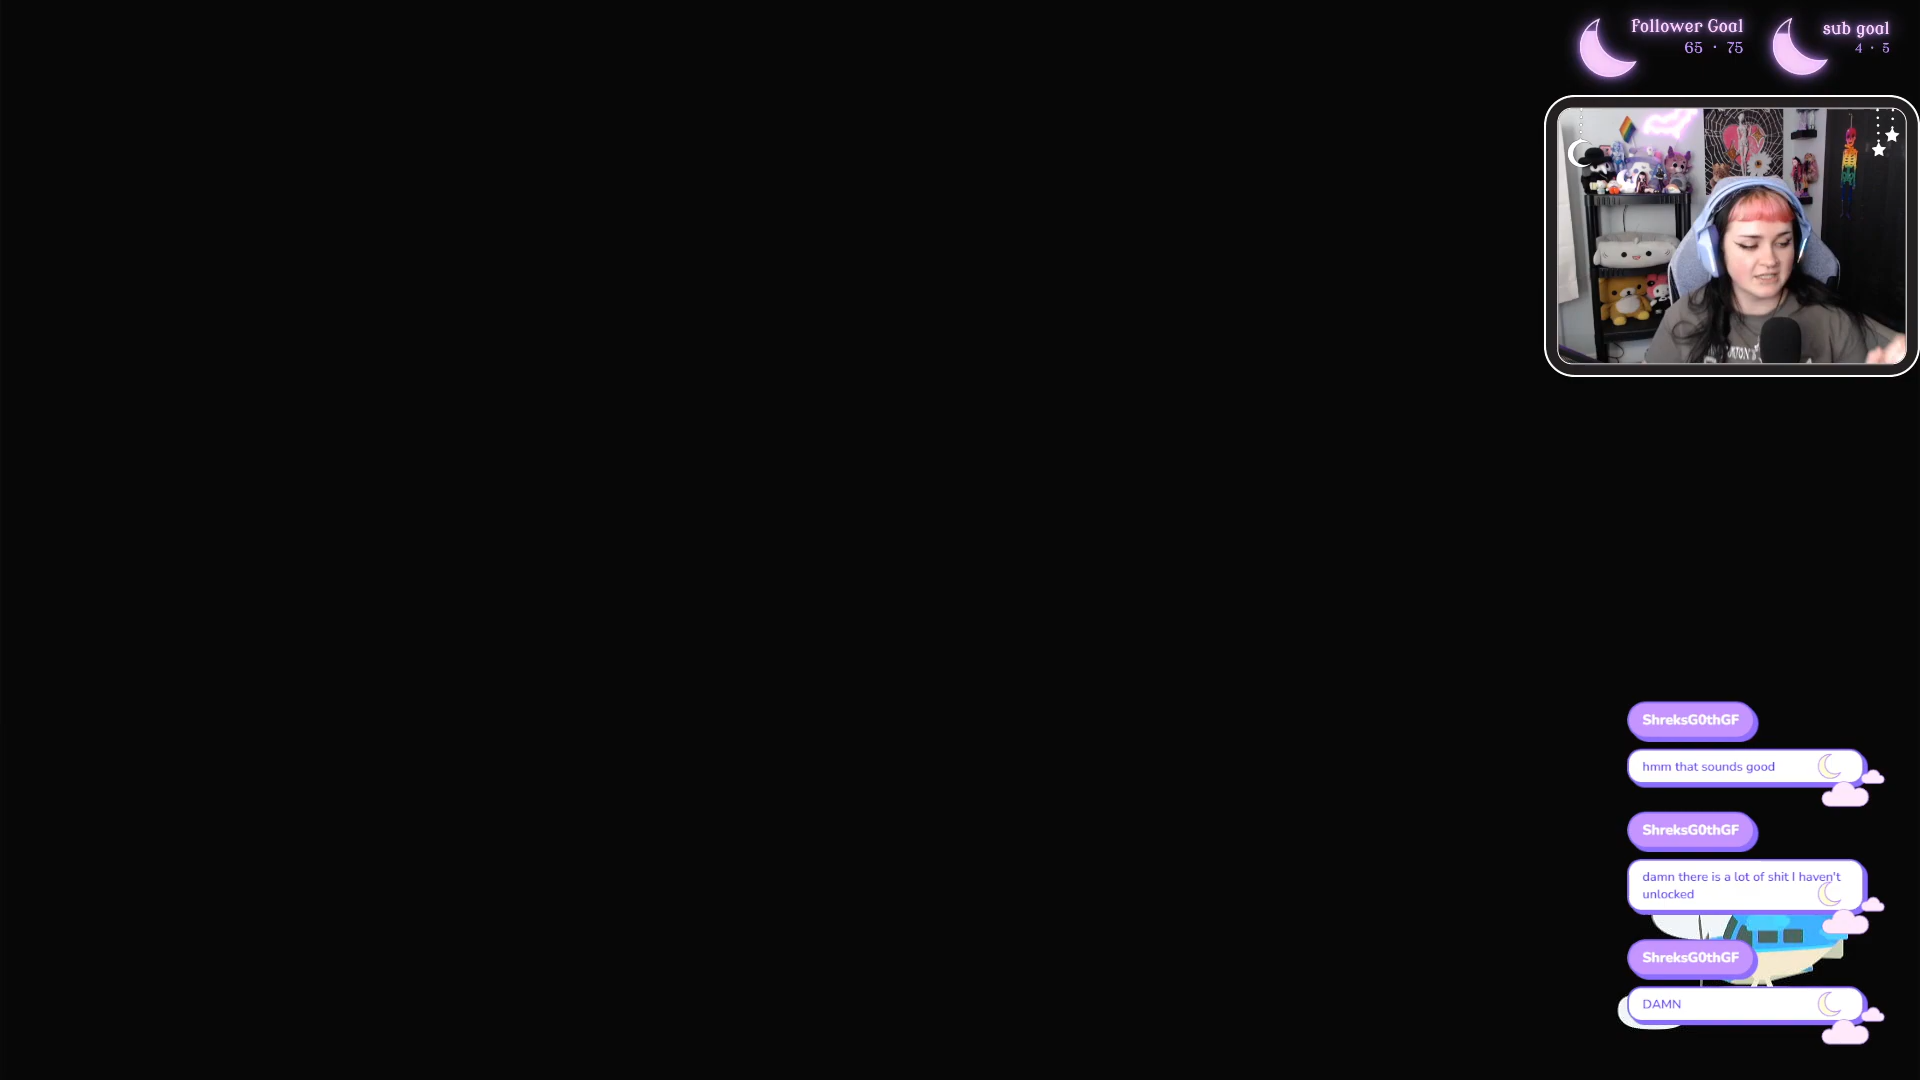 Follower Goal
65 · 75
sub goal
4 · 5
ShreksG0thGF
hmm that sounds good
ShreksG0thGF
damn there is a lot of shit I haven't
unlocked
ShreksG0thGF
DAMN